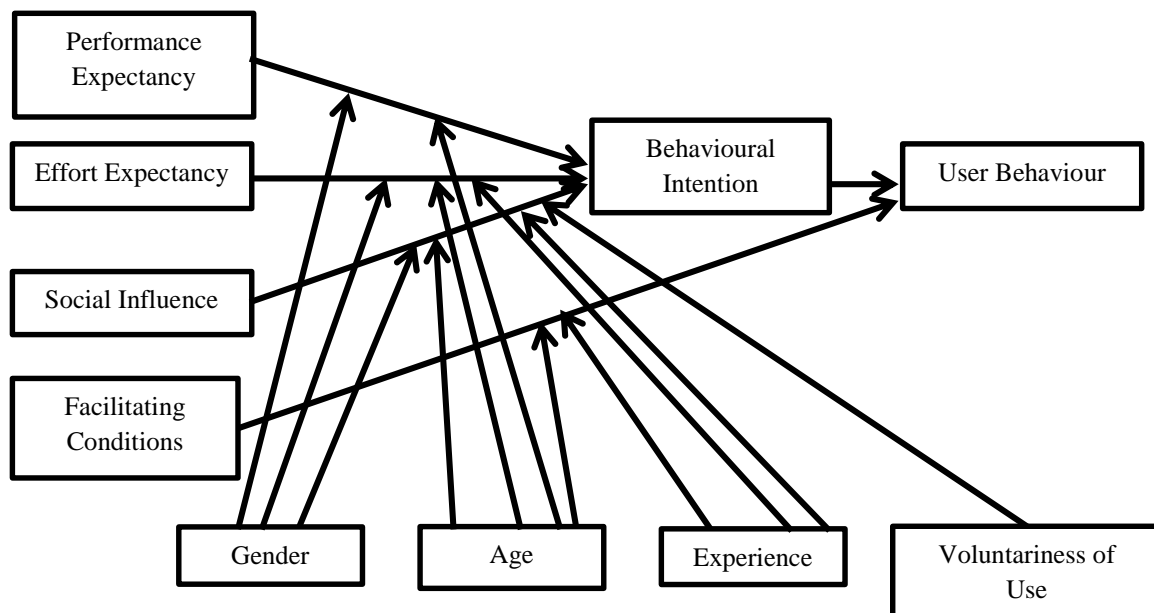 Performance
Expectancy
Effort Expectancy
Social Influence
Facilitating
Conditions
Behavioural
Intention
User Behaviour
Gender
Age
Experience
Voluntariness of
Use